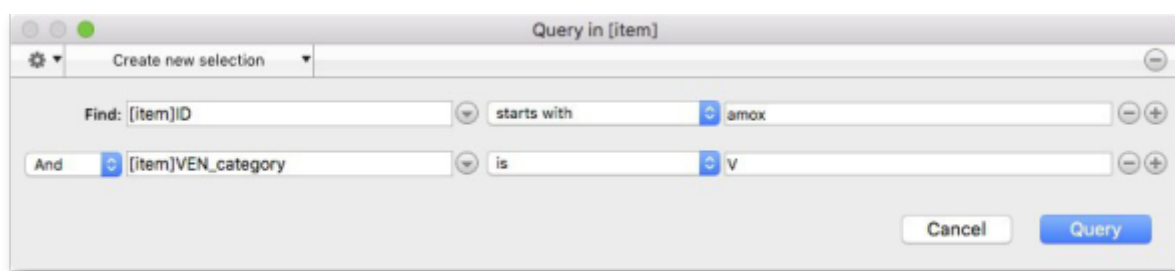 Query in [item]
Create new selection
Find: [item]ID starts with amox
And [item]VEN_category is V
Cancel Query